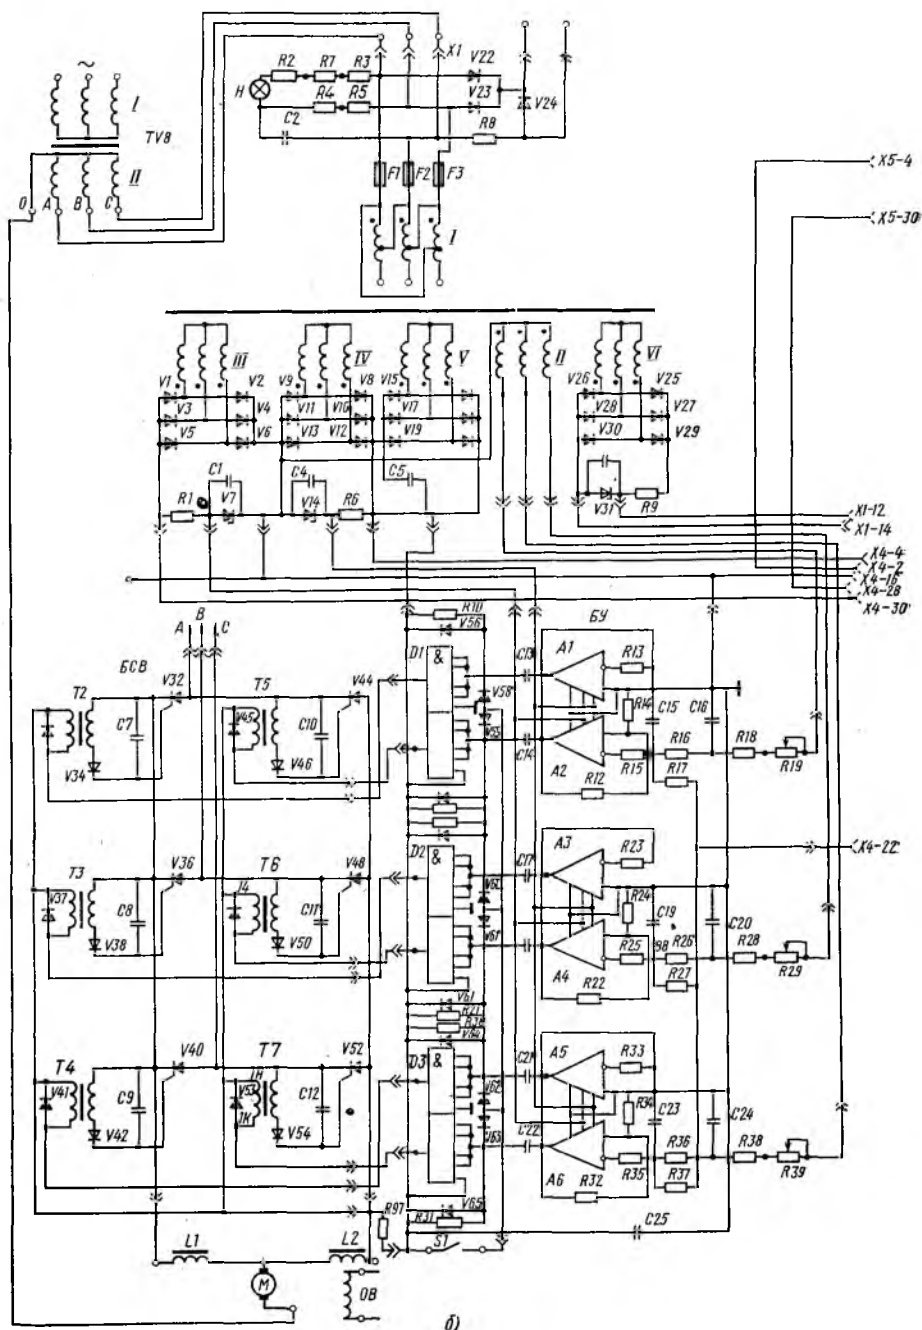 ~
X1
R2 R7 R3
V22
H
R4 R5
V23
V24
C2
R8
I
TV8
II
0 A B C
F1 F2 F3
I
X5-4
X5-30
III IV V II VI
V1 V2 V9 V8 V15 V26 V25
V3 V4 V11 V10 V17 V28 V27
V5 V6 V13 V12 V19 V30 V29
C1 C4 C5
R1 V7 V14 R6 V31 R9
X1-12
X1-14
X4-4
X4-2
X4-16
X4-28
X4-30
A B C
R10
V56
БУ
БСВ
V32 V44
D1 &
C13 A1 R13
T2 T5
C7 V45 C10
V58
R14 C15 C16
V55
C14
R16 R18
V34 V46
A2 R15 R17 R19
R12
D2 &
A3
R23
X4-22
T3 V36 T6 V48
C17
V37 C8 C11
R24 C19 C20
V38 V50
R25 R26 R28
A4 R27 R29
R22
V61
R21
V64
T4 V40 T7 V52
D3 &
C21 A5 R33
1H
V41 C9 V53 C12
1K
V62
R34 C23 C24
V42 V54
V63
C22
R35 R36 R38
A6 R32 R37 R39
R97
V65
R31
C25
S1
L1 L2
M
ОВ
б)